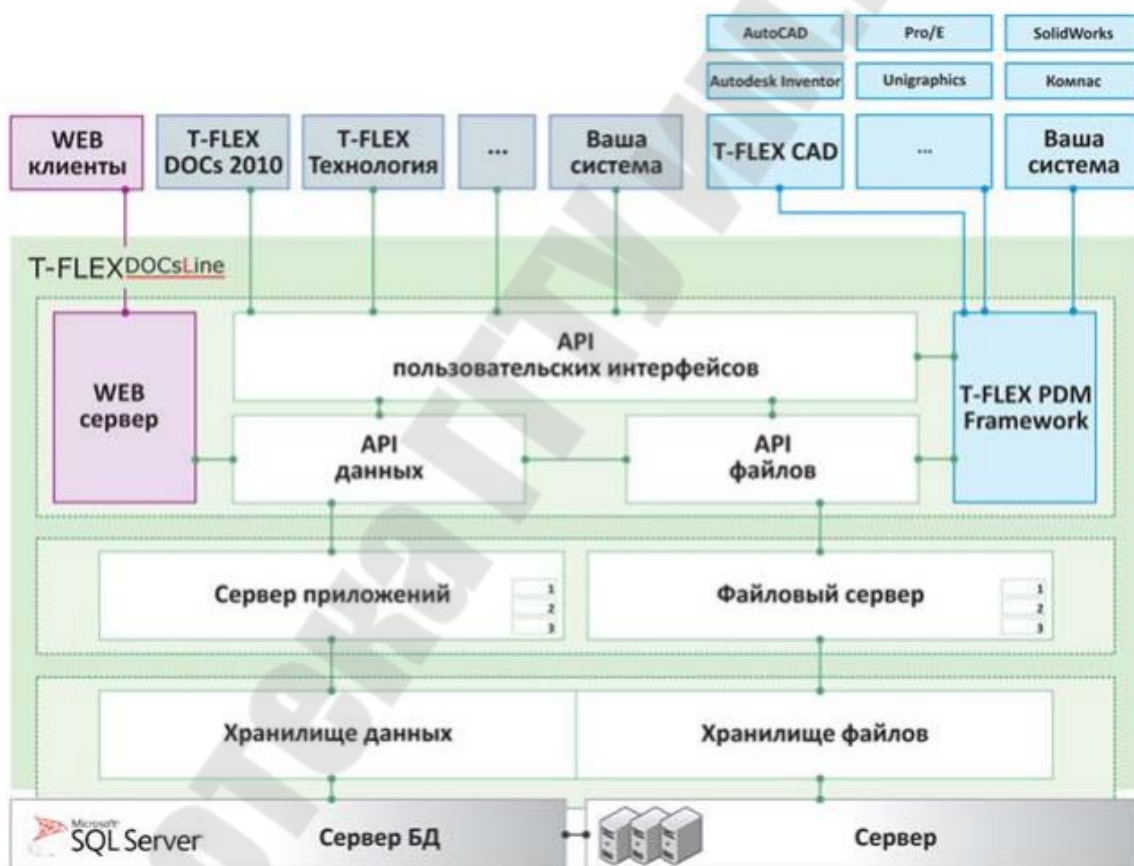 AutoCAD
Pro/E
SolidWorks
Autodesk Inventor
Unigraphics
Компас
WEB
клиенты
T-FLEX
DOCs 2010
T-FLEX
Технология
...
Ваша
система
T-FLEX CAD
...
Ваша
система
T-FLEX DOCsLine
WEB
сервер
API
пользовательских интерфейсов
T-FLEX PDM
Framework
API
данных
API
файлов
Сервер приложений
1
2
3
Файловый сервер
1
2
3
Хранилище данных
Хранилище файлов
Microsoft
SQL Server
Сервер БД
Сервер